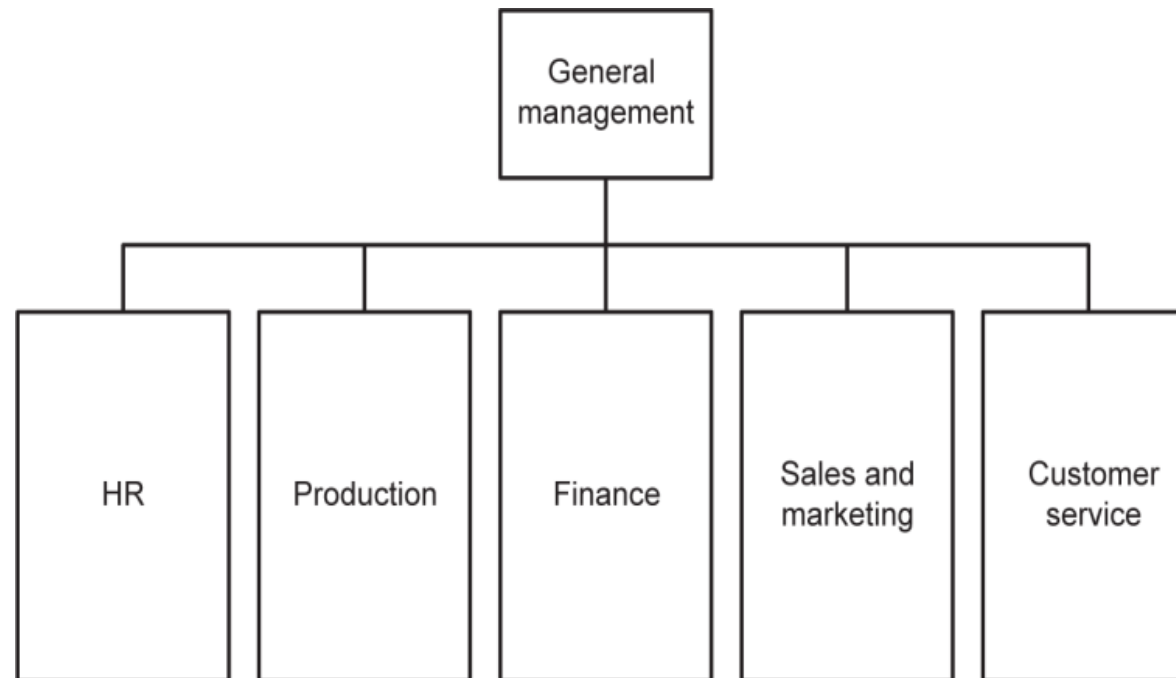 General
management
HR
Production
Finance
Sales and
marketing
Customer
service